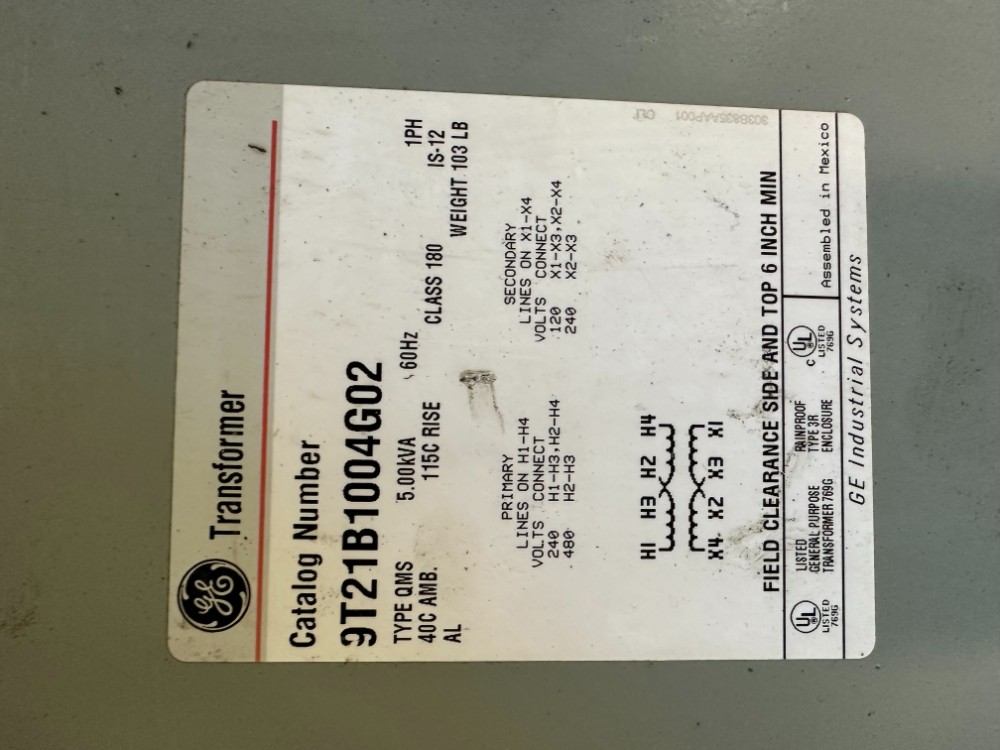 GE
Transformer
Catalog Number
9T21B1004G02
TYPE QMS 5.00kVA 60Hz 1PH
40C AMB. 115C RISE CLASS 180 IS-12
AL WEIGHT 103 LB
PRIMARY
LINES ON H1-H4
VOLTS CONNECT
240 H1-H3,H2-H4
480 H2-H3
SECONDARY
LINES ON X1-X4
VOLTS CONNECT
120 X1-X3,X2-X4
240 X2-X3
H1 H3 H2 H4
X4 X2 X3 X1
FIELD CLEARANCE SIDE AND TOP 6 INCH MIN
303B835AAP001
UL
LISTED
769G
LISTED
GENERAL PURPOSE
TRANSFORMER 769G
RAINPROOF
TYPE 3R
ENCLOSURE
C UL
LISTED
769G
Assembled in Mexico
GE Industrial Systems